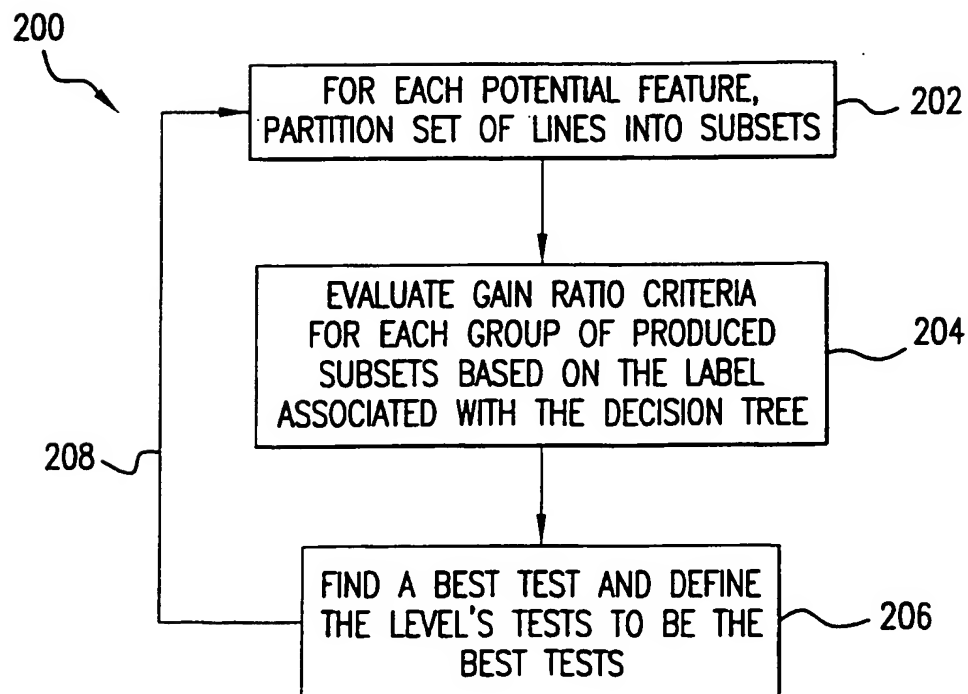 200
FOR EACH POTENTIAL FEATURE,
PARTITION SET OF LINES INTO SUBSETS
202
EVALUATE GAIN RATIO CRITERIA
FOR EACH GROUP OF PRODUCED
SUBSETS BASED ON THE LABEL
ASSOCIATED WITH THE DECISION TREE
204
208
FIND A BEST TEST AND DEFINE
THE LEVEL'S TESTS TO BE THE
BEST TESTS
206